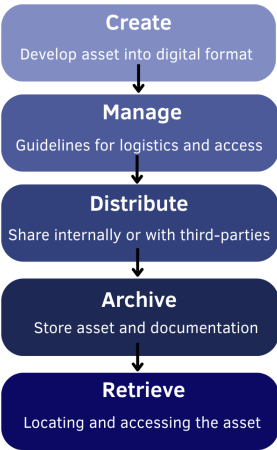 Create
Develop asset into digital format
Manage
Guidelines for logistics and access
Distribute
Share internally or with third-parties
Archive
Store asset and documentation
Retrieve
Locating and accessing the asset